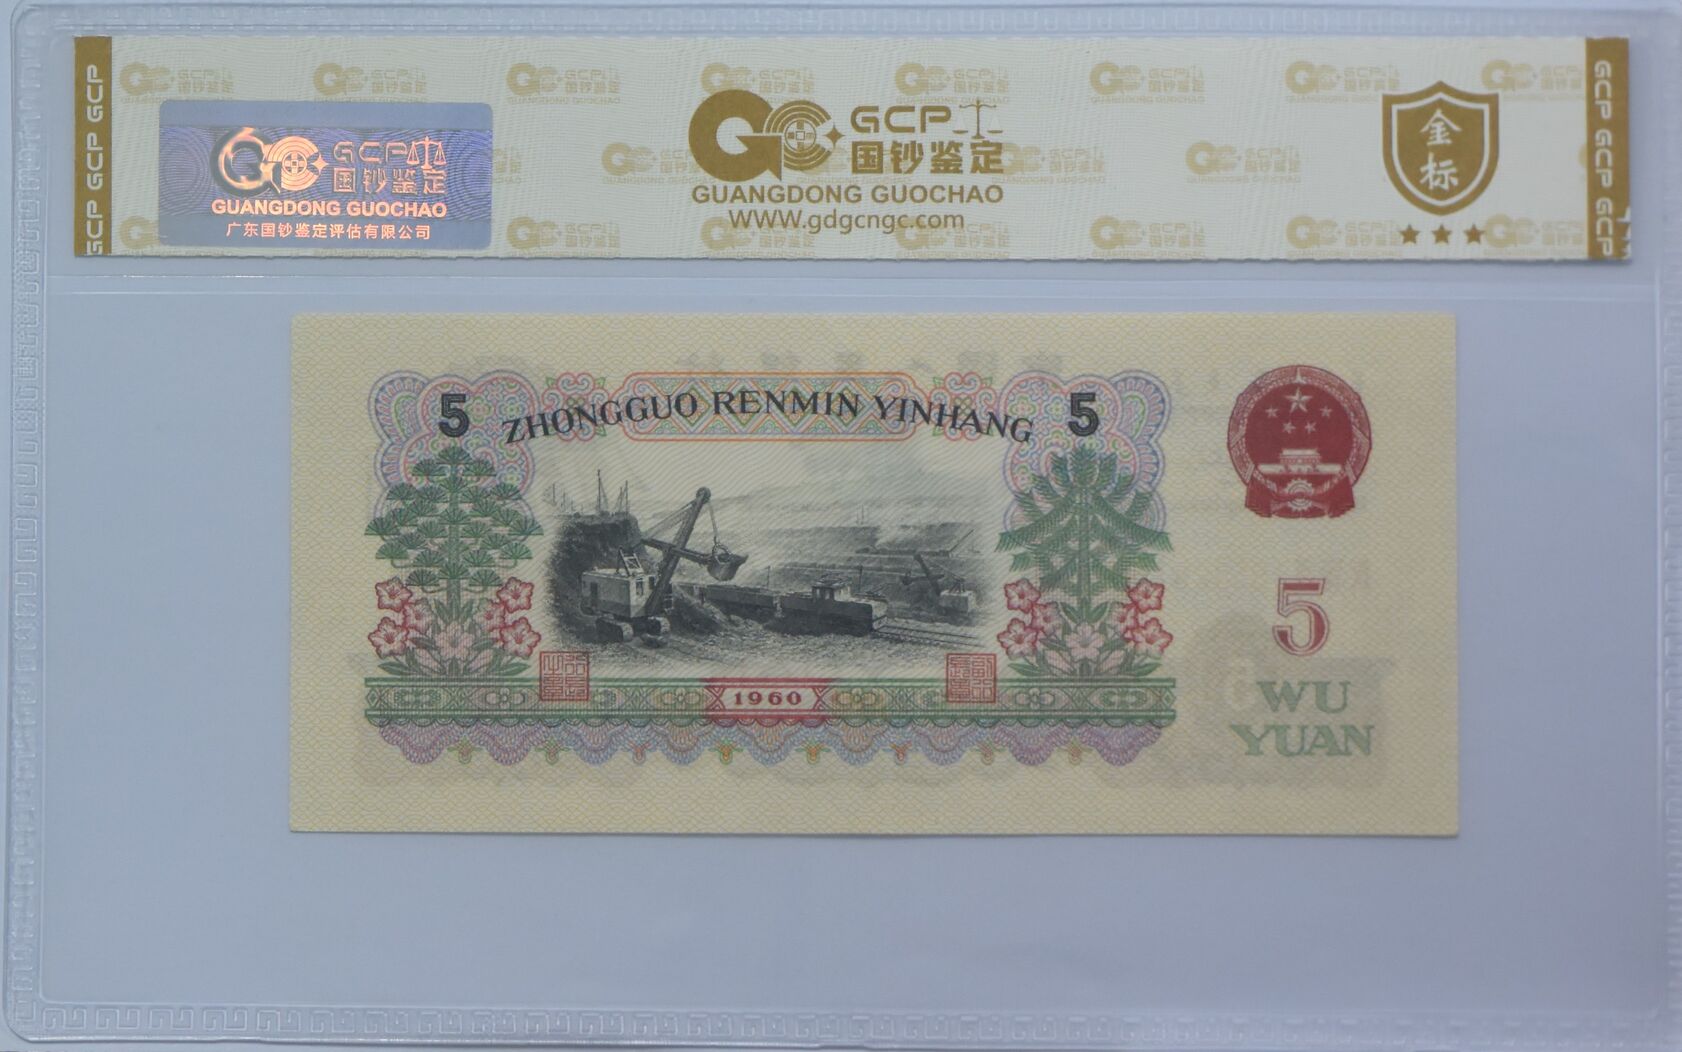 GCP GCP GCP
GCP 国钞鉴定
GUANGDONG GUOCHAO
广东国钞鉴定评估有限公司
GCP
国钞鉴定
GUANGDONG GUOCHAO
WWW.gdgcngc.com
金标
GCP GCP GCP
5 ZHONGGUO RENMIN YINHANG 5
1960
5
WU
YUAN